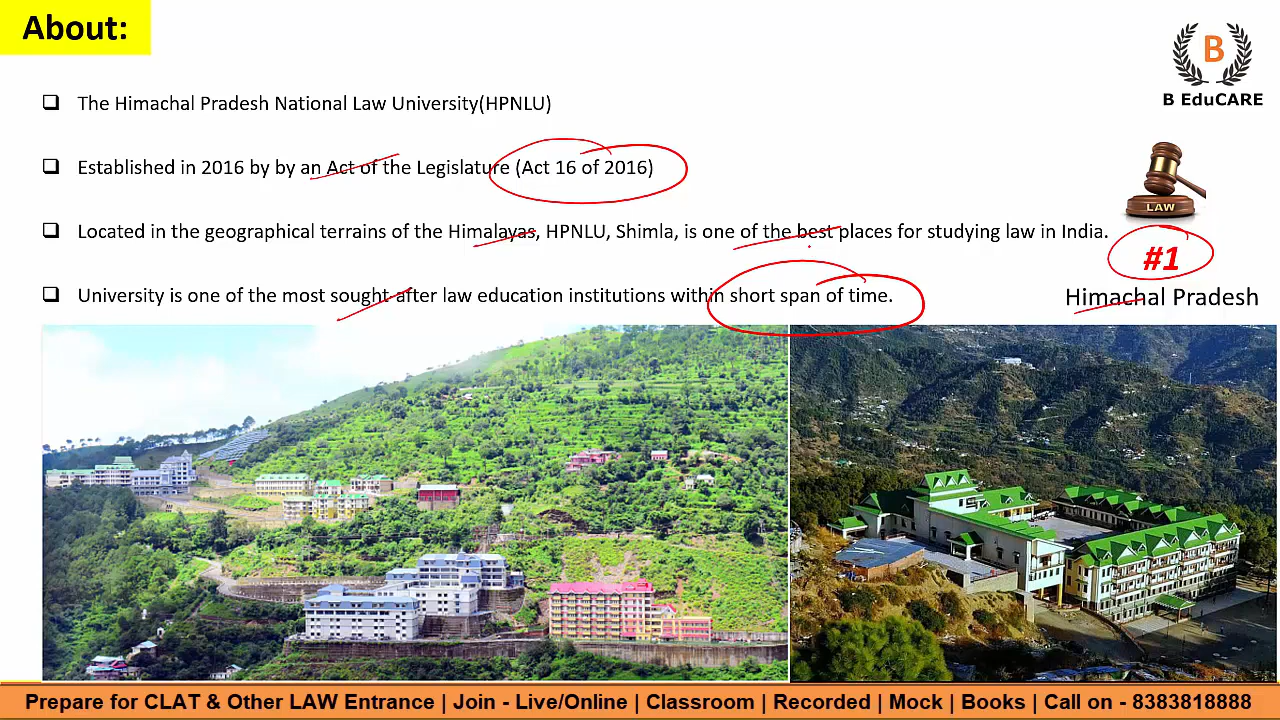 About:
B
B EduCARE
The Himachal Pradesh National Law University(HPNLU)
Established in 2016 by by an Act of the Legislature (Act 16 of 2016)
LAW
Located in the geographical terrains of the Himalayas, HPNLU, Shimla, is one of the best places for studying law in India.
#1
University is one of the most sought-after law education institutions within short span of time.
Himachal Pradesh
Prepare for CLAT & Other LAW Entrance | Join - Live/Online | Classroom | Recorded | Mock | Books | Call on - 8383818888